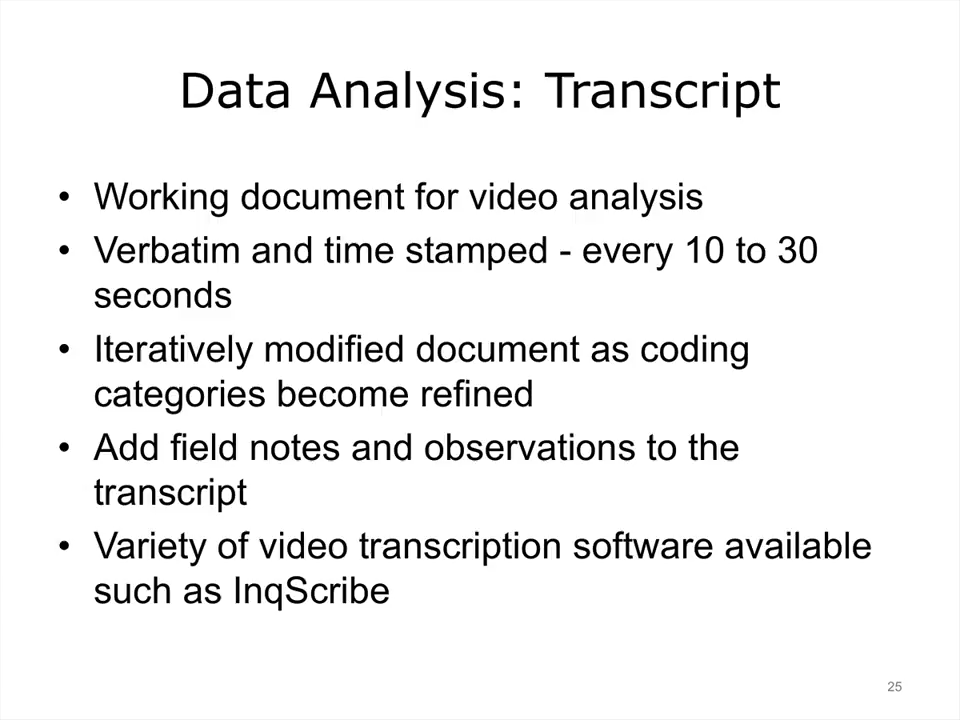 Data Analysis: Transcript
• Working document for video analysis
• Verbatim and time stamped - every 10 to 30
seconds
• Iteratively modified document as coding
categories become refined
• Add field notes and observations to the
transcript
• Variety of video transcription software available
such as InqScribe
25